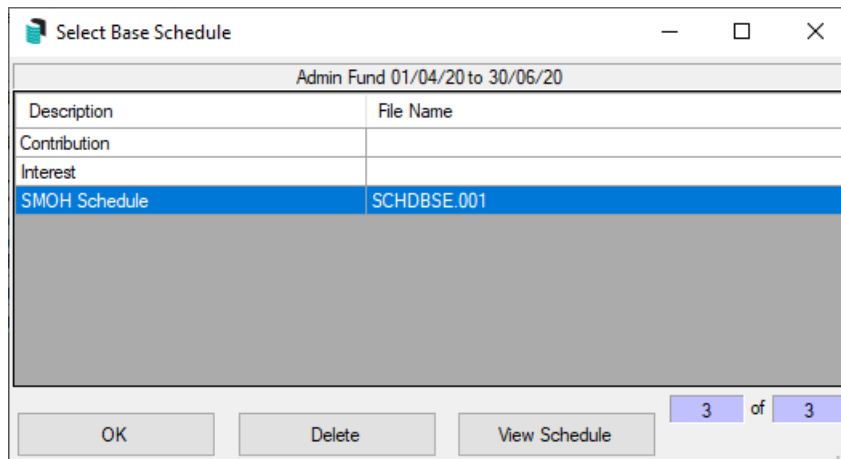 Select Base Schedule
Admin Fund 01/04/20 to 30/06/20
Description File Name
Contribution
Interest
SMOH Schedule SCHDBSE.001
3 of 3
OK Delete View Schedule